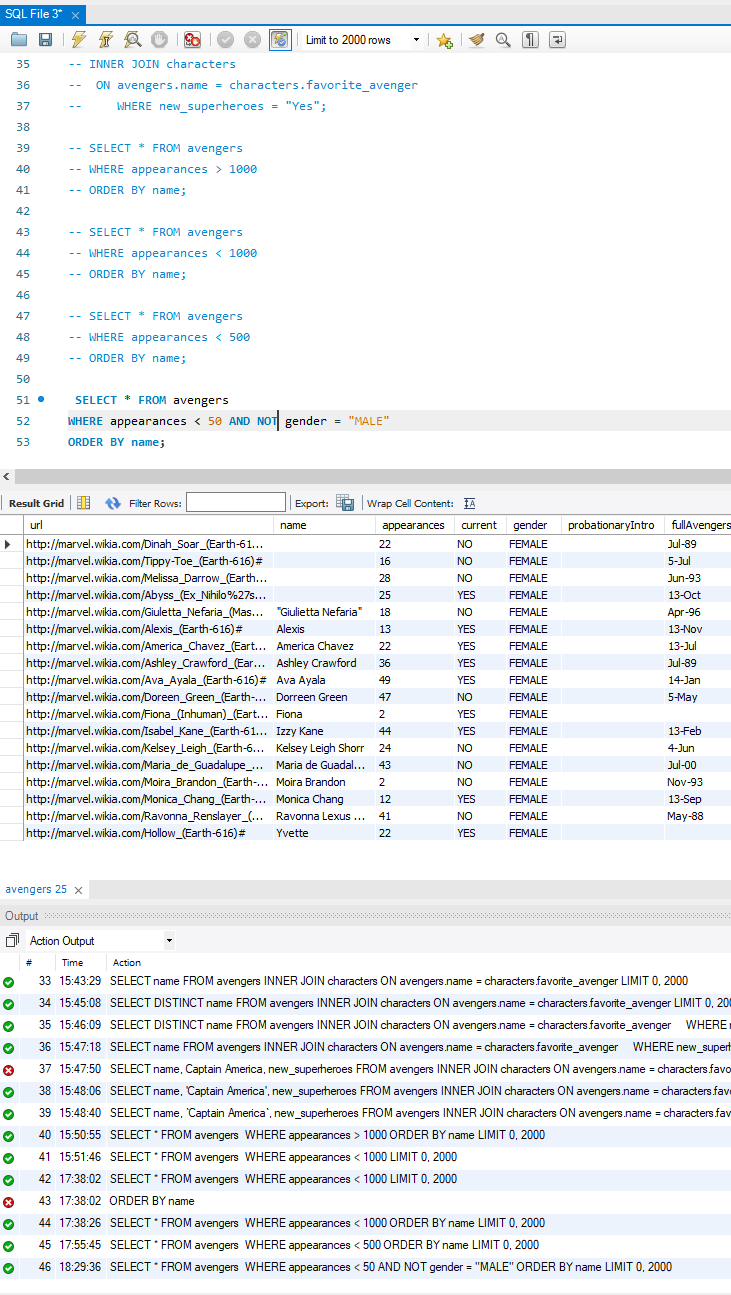 SQL File 3*
Limit to 2000 rows
35 -- INNER JOIN characters
36 -- ON avengers.name = characters.favorite_avenger
37 -- WHERE new_superheroes = "Yes";
38
39 -- SELECT * FROM avengers
40 -- WHERE appearances > 1000
41 -- ORDER BY name;
42
43 -- SELECT * FROM avengers
44 -- WHERE appearances < 1000
45 -- ORDER BY name;
46
47 -- SELECT * FROM avengers
48 -- WHERE appearances < 500
49 -- ORDER BY name;
50
51 SELECT * FROM avengers
52 WHERE appearances < 50 AND NOT gender = "MALE"
53 ORDER BY name;
Result Grid Filter Rows: Export: Wrap Cell Content: IA
url name appearances current gender probationaryIntro fullAvengers
http://marvel.wikia.com/Dinah_Soar_(Earth-61... 22 NO FEMALE Jul-89
http://marvel.wikia.com/Tippy-Toe_(Earth-616)# 16 NO FEMALE 5-Jul
http://marvel.wikia.com/Melissa_Darrow_(Earth... 28 NO FEMALE Jun-93
http://marvel.wikia.com/Abyss_(Ex_Nihilo%27s... 25 YES FEMALE 13-Oct
http://marvel.wikia.com/Giuletta_Nefaria_(Mas... "Giulietta Nefaria" 18 NO FEMALE Apr-96
http://marvel.wikia.com/Alexis_(Earth-616)# Alexis 13 YES FEMALE 13-Nov
http://marvel.wikia.com/America_Chavez_(Eart... America Chavez 22 YES FEMALE 13-Jul
http://marvel.wikia.com/Ashley_Crawford_(Ear... Ashley Crawford 36 YES FEMALE Jul-89
http://marvel.wikia.com/Ava_Ayala_(Earth-616)# Ava Ayala 49 YES FEMALE 14-Jan
http://marvel.wikia.com/Doreen_Green_(Earth-... Dorreen Green 47 NO FEMALE 5-May
http://marvel.wikia.com/Fiona_(Inhuman)_(Eart... Fiona 2 YES FEMALE
http://marvel.wikia.com/Isabel_Kane_(Earth-61... Izzy Kane 44 YES FEMALE 13-Feb
http://marvel.wikia.com/Kelsey_Leigh_(Earth-6... Kelsey Leigh Shorr 24 NO FEMALE 4-Jun
http://marvel.wikia.com/Maria_de_Guadalupe_... Maria de Guadal... 43 NO FEMALE Jul-00
http://marvel.wikia.com/Moira_Brandon_(Earth-... Moira Brandon 2 NO FEMALE Nov-93
http://marvel.wikia.com/Monica_Chang_(Earth-... Monica Chang 12 YES FEMALE 13-Sep
http://marvel.wikia.com/Ravonna_Renslayer_(... Ravonna Lexus ... 41 NO FEMALE May-88
http://marvel.wikia.com/Hollow_(Earth-616)# Yvette 22 YES FEMALE
avengers 25
Output
Action Output
# Time Action
33 15:43:29 SELECT name FROM avengers INNER JOIN characters ON avengers.name = characters.favorite_avenger LIMIT 0, 2000
34 15:45:08 SELECT DISTINCT name FROM avengers INNER JOIN characters ON avengers.name = characters.favorite_avenger LIMIT 0, 200
35 15:46:09 SELECT DISTINCT name FROM avengers INNER JOIN characters ON avengers.name = characters.favorite_avenger WHERE n
36 15:47:18 SELECT name FROM avengers INNER JOIN characters ON avengers.name = characters.favorite_avenger WHERE new_superh
37 15:47:50 SELECT name, Captain America, new_superheroes FROM avengers INNER JOIN characters ON avengers.name = characters.favo
38 15:48:06 SELECT name, 'Captain America', new_superheroes FROM avengers INNER JOIN characters ON avengers.name = characters.fav
39 15:48:40 SELECT name, `Captain America`, new_superheroes FROM avengers INNER JOIN characters ON avengers.name = characters.fav
40 15:50:55 SELECT * FROM avengers WHERE appearances > 1000 ORDER BY name LIMIT 0, 2000
41 15:51:46 SELECT * FROM avengers WHERE appearances < 1000 LIMIT 0, 2000
42 17:38:02 SELECT * FROM avengers WHERE appearances < 1000 LIMIT 0, 2000
43 17:38:02 ORDER BY name
44 17:38:26 SELECT * FROM avengers WHERE appearances < 1000 ORDER BY name LIMIT 0, 2000
45 17:55:45 SELECT * FROM avengers WHERE appearances < 500 ORDER BY name LIMIT 0, 2000
46 18:29:36 SELECT * FROM avengers WHERE appearances < 50 AND NOT gender = "MALE" ORDER BY name LIMIT 0, 2000